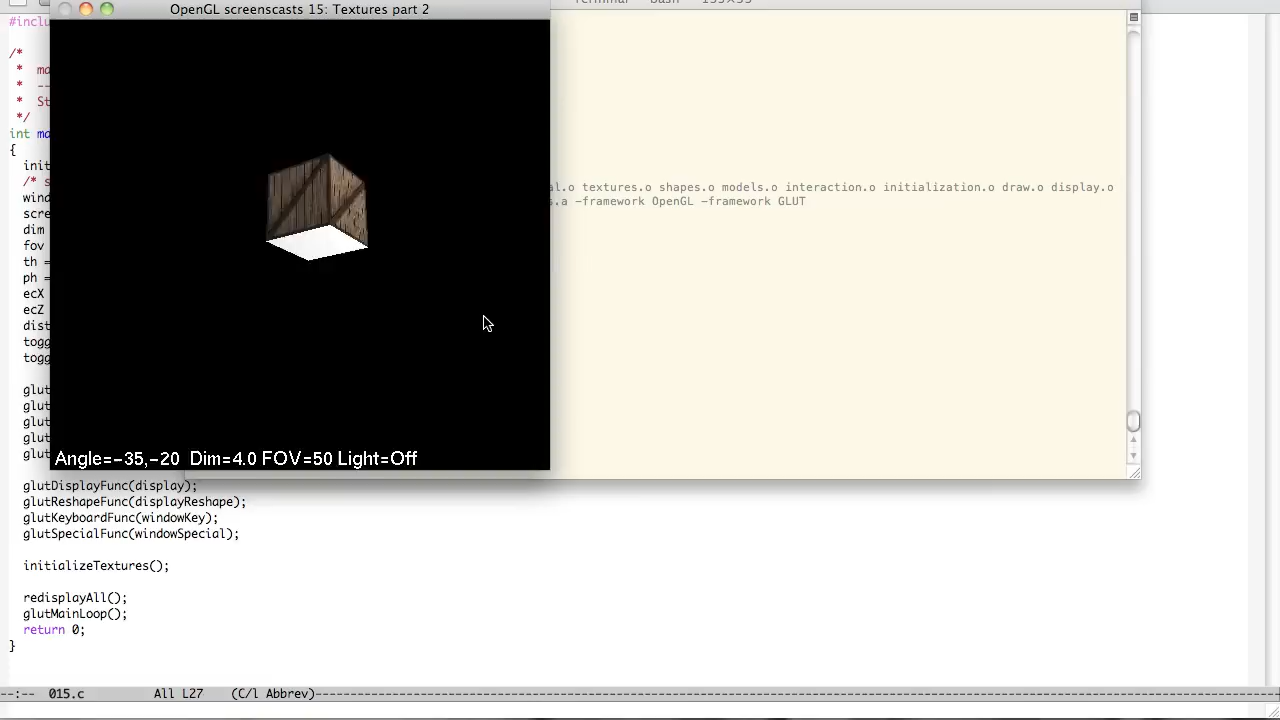 OpenGL screenscasts 15: Textures part 2
#inclu
/*
* ma
* --
* St
*/
int ma
{
init
/* s
wind
scre
dim
fov
th =
ph =
ecX
ecZ
dist
togg
togg
glut
glut
glut
glut
glut
al.o textures.o shapes.o models.o interaction.o initialization.o draw.o display.o
s.a -framework OpenGL -framework GLUT
Angle=-35,-20 Dim=4.0 FOV=50 Light=Off
glutDisplayFunc(display);
glutReshapeFunc(displayReshape);
glutKeyboardFunc(windowKey);
glutSpecialFunc(windowSpecial);
initializeTextures();
redisplayAll();
glutMainLoop();
return 0;
}
--:-- 015.c All L27 (C/l Abbrev)